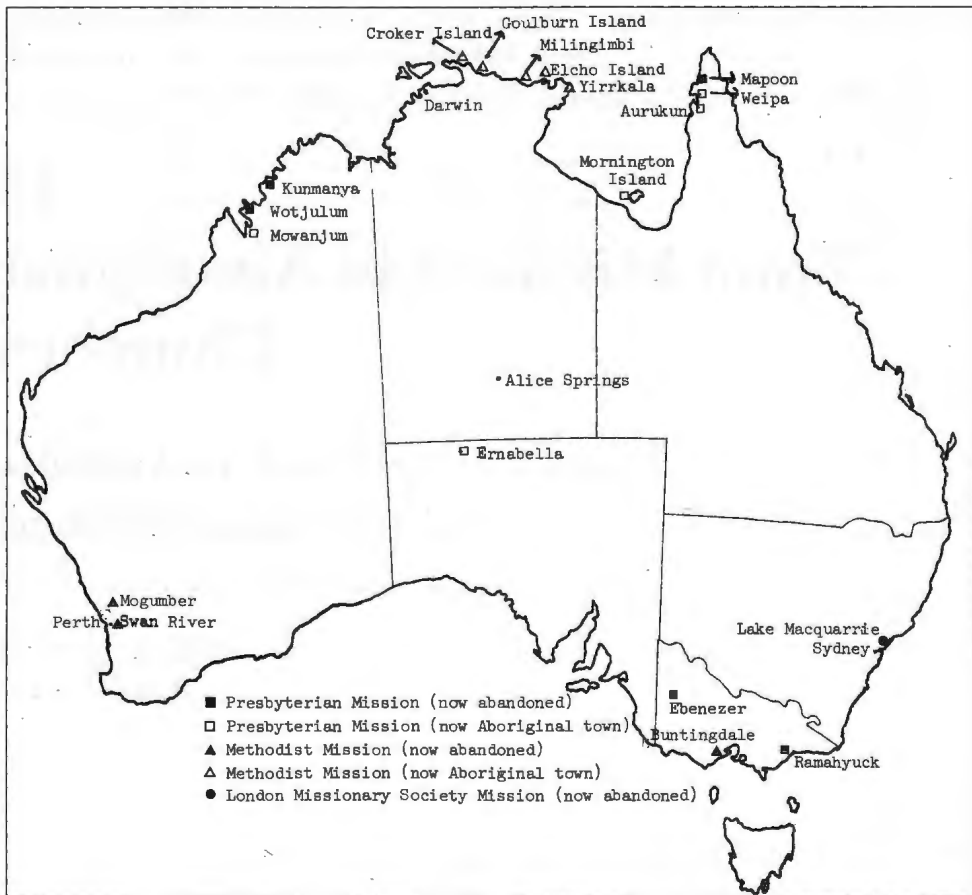 Goulburn Island
Croker Island
Milingimbi
Elcho Island
Yirrkala
Darwin
Mapoon
Weipa
Aurukun
Mornington
Island
Kunmanya
Wotjulum
Mowanjum
Alice Springs
Ernabella
Mogumber
Perth
Swan River
Lake Macquarrie
Sydney
Ebenezer
Buntingdale
Ramahyuck
Presbyterian Mission (now abandoned)
Presbyterian Mission (now Aboriginal town)
Methodist Mission (now abandoned)
Methodist Mission (now Aboriginal town)
London Missionary Society Mission (now abandoned)